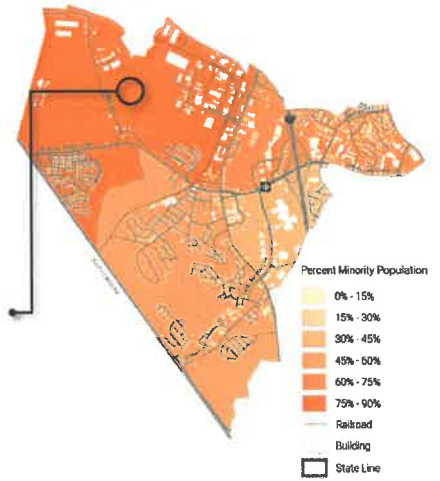 Percent Minority Population
0% - 15%
15% - 30%
30% - 45%
45% - 60%
60% - 75%
75% - 90%
Railroad
Building
State Line